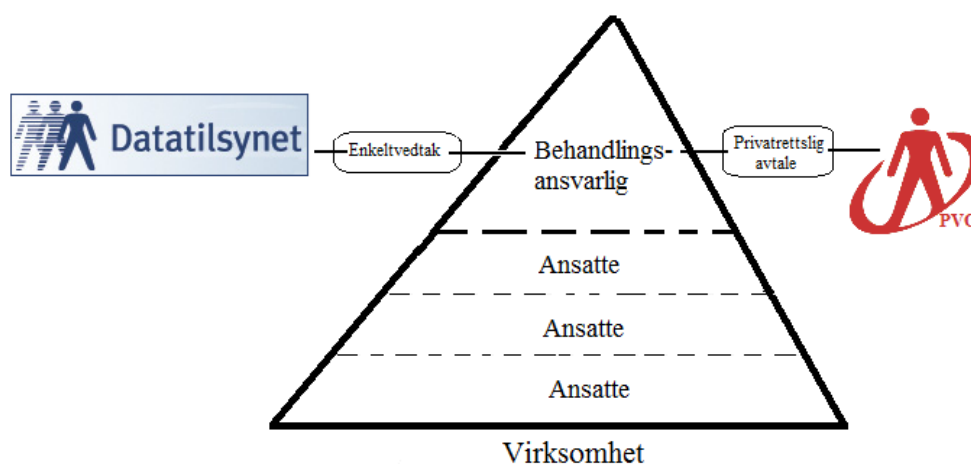 Datatilsynet
Enkeltvedtak
Behandlings-
ansvarlig
Privatrettslig
avtale
PVO
Ansatte
Ansatte
Ansatte
Virksomhet